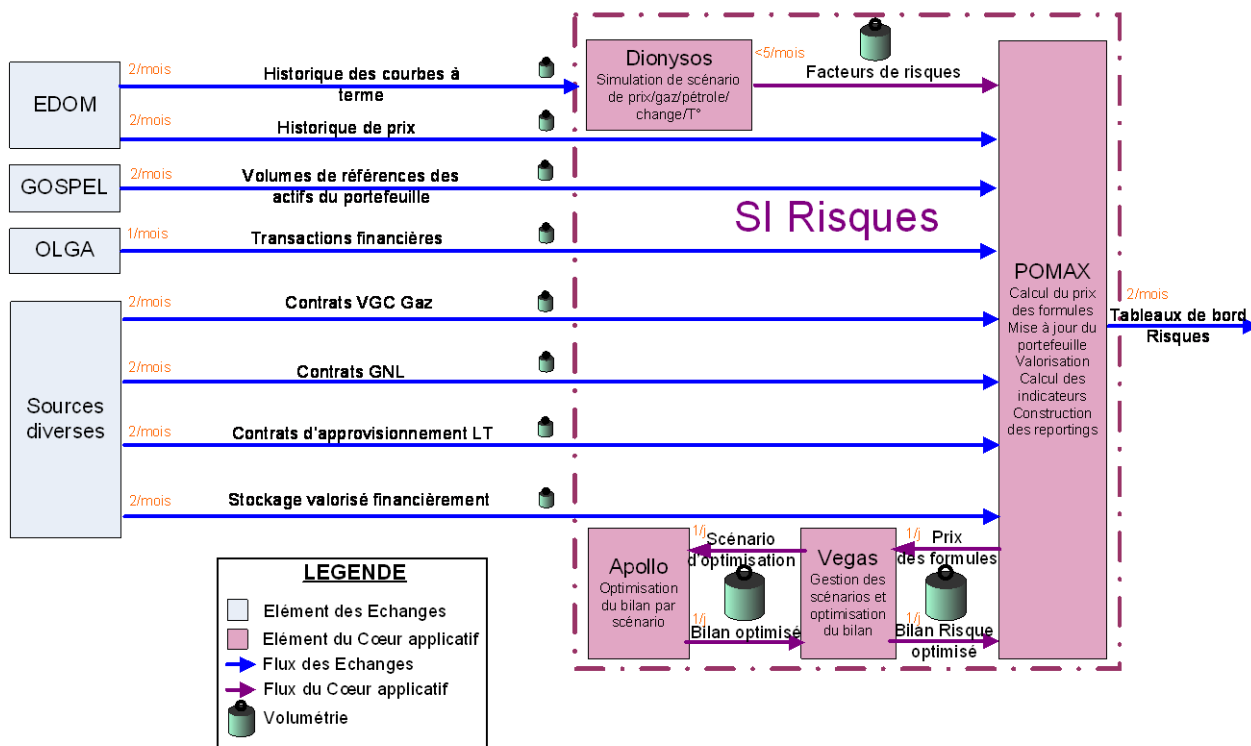 EDOM
2/mois
Historique des courbes à
terme
2/mois
Historique de prix
GOSPEL
2/mois
Volumes de références des
actifs du portefeuille
OLGA
1/mois
Transactions financières
Sources
diverses
2/mois
Contrats VGC Gaz
2/mois
Contrats GNL
2/mois
Contrats d'approvisionnement LT
2/mois
Stockage valorisé financièrement
Dionysos
Simulation de scénario
de prix/gaz/pétrole/
change/T°
<5/mois
Facteurs de risques
SI Risques
POMAX
Calcul du prix
des formules
Mise à jour du
portefeuille
Valorisation
Calcul des
indicateurs
Construction
des reportings
2/mois
Tableaux de bord
Risques
Apollo
Optimisation
du bilan par
scénario
1/j
Scénario
d'optimisation
1/j
Bilan optimisé
Vegas
Gestion des
scénarios et
optimisation
du bilan
1/j
Prix
des formules
1/j
Bilan Risque
optimisé
LEGENDE
Elément des Echanges
Elément du Cœur applicatif
Flux des Echanges
Flux du Cœur applicatif
Volumétrie